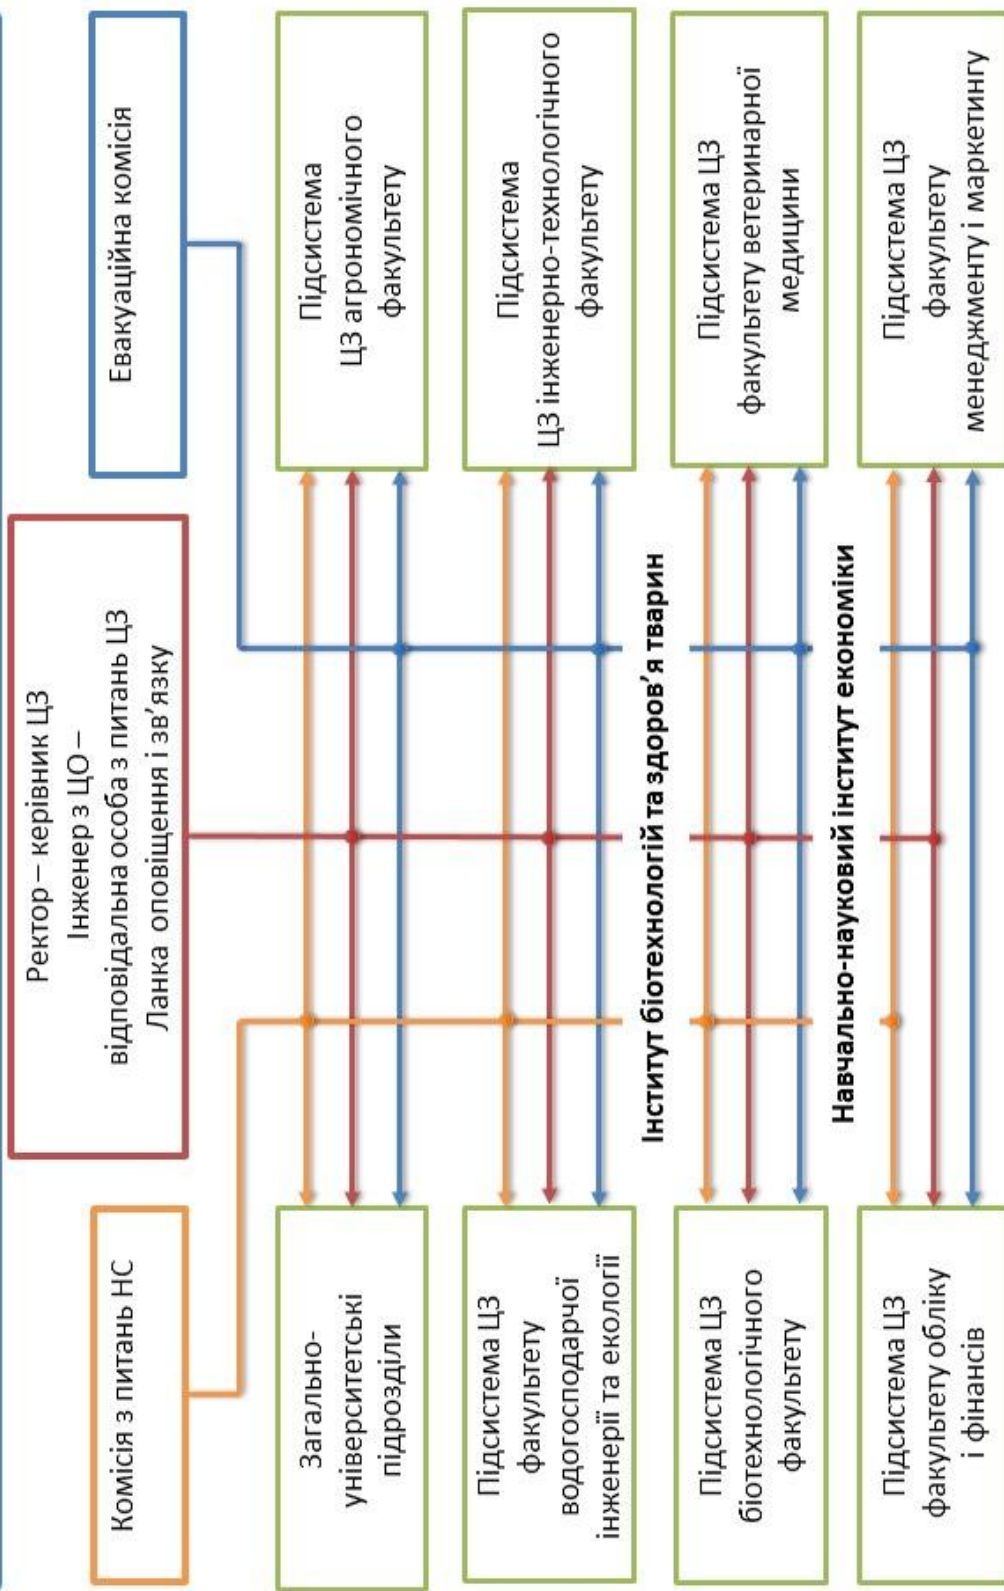 Комісія з питань НС
Ректор – керівник ЦЗ
Інженер з ЦО –
відповідальна особа з питань ЦЗ
Ланка оповіщення і зв’язку
Евакуаційна комісія
Загально-
університетські
підрозділи
Підсистема
ЦЗ агрономічного
факультету
Підсистема ЦЗ
факультету
водогосподарчої
інженерії та екології
Підсистема
ЦЗ інженерно-технологічного
факультету
Інститут біотехнологій та здоров’я тварин
Підсистема ЦЗ
біотехнологічного
факультету
Підсистема ЦЗ
факультету ветеринарної
медицини
Навчально-науковий інститут економіки
Підсистема ЦЗ
факультету обліку
і фінансів
Підсистема ЦЗ
факультету
менеджменту і маркетингу